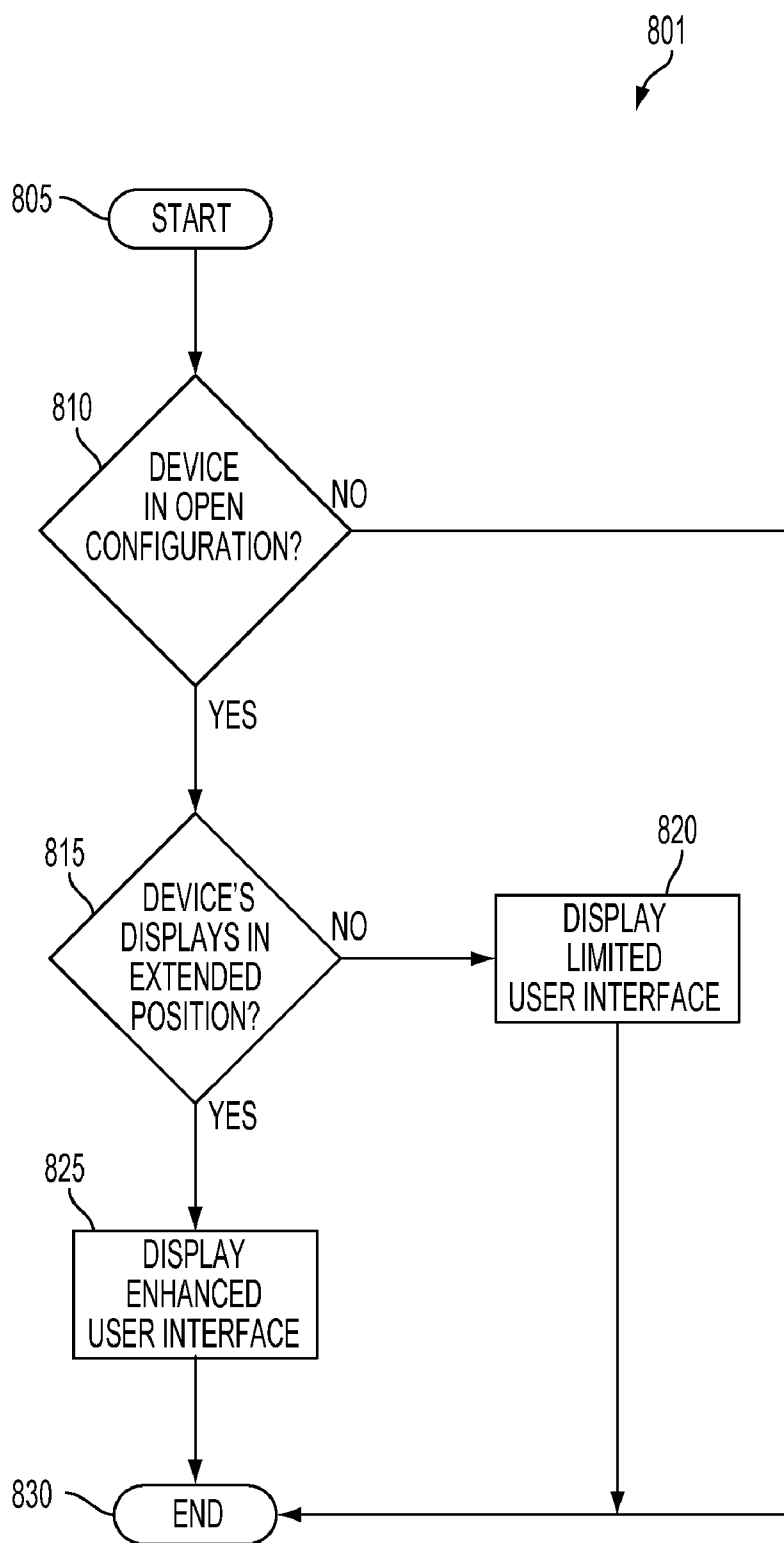 801
805
START
810
DEVICE
IN OPEN
CONFIGURATION?
NO
YES
815
DEVICE'S
DISPLAYS IN
EXTENDED
POSITION?
NO
820
DISPLAY
LIMITED
USER INTERFACE
YES
825
DISPLAY
ENHANCED
USER INTERFACE
830
END